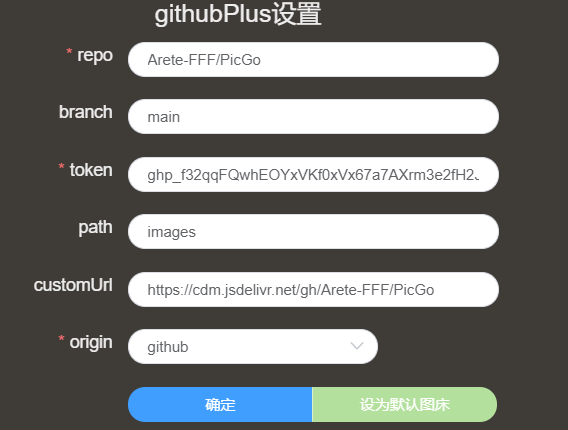 githubPlus设置
* repo
Arete-FFF/PicGo
branch
main
* token
ghp_f32qqFQwhEOYxVKf0xVx67a7AXrm3e2fH2
path
images
customUrl
https://cdm.jsdelivr.net/gh/Arete-FFF/PicGo
* origin
github
确定
设为默认图床